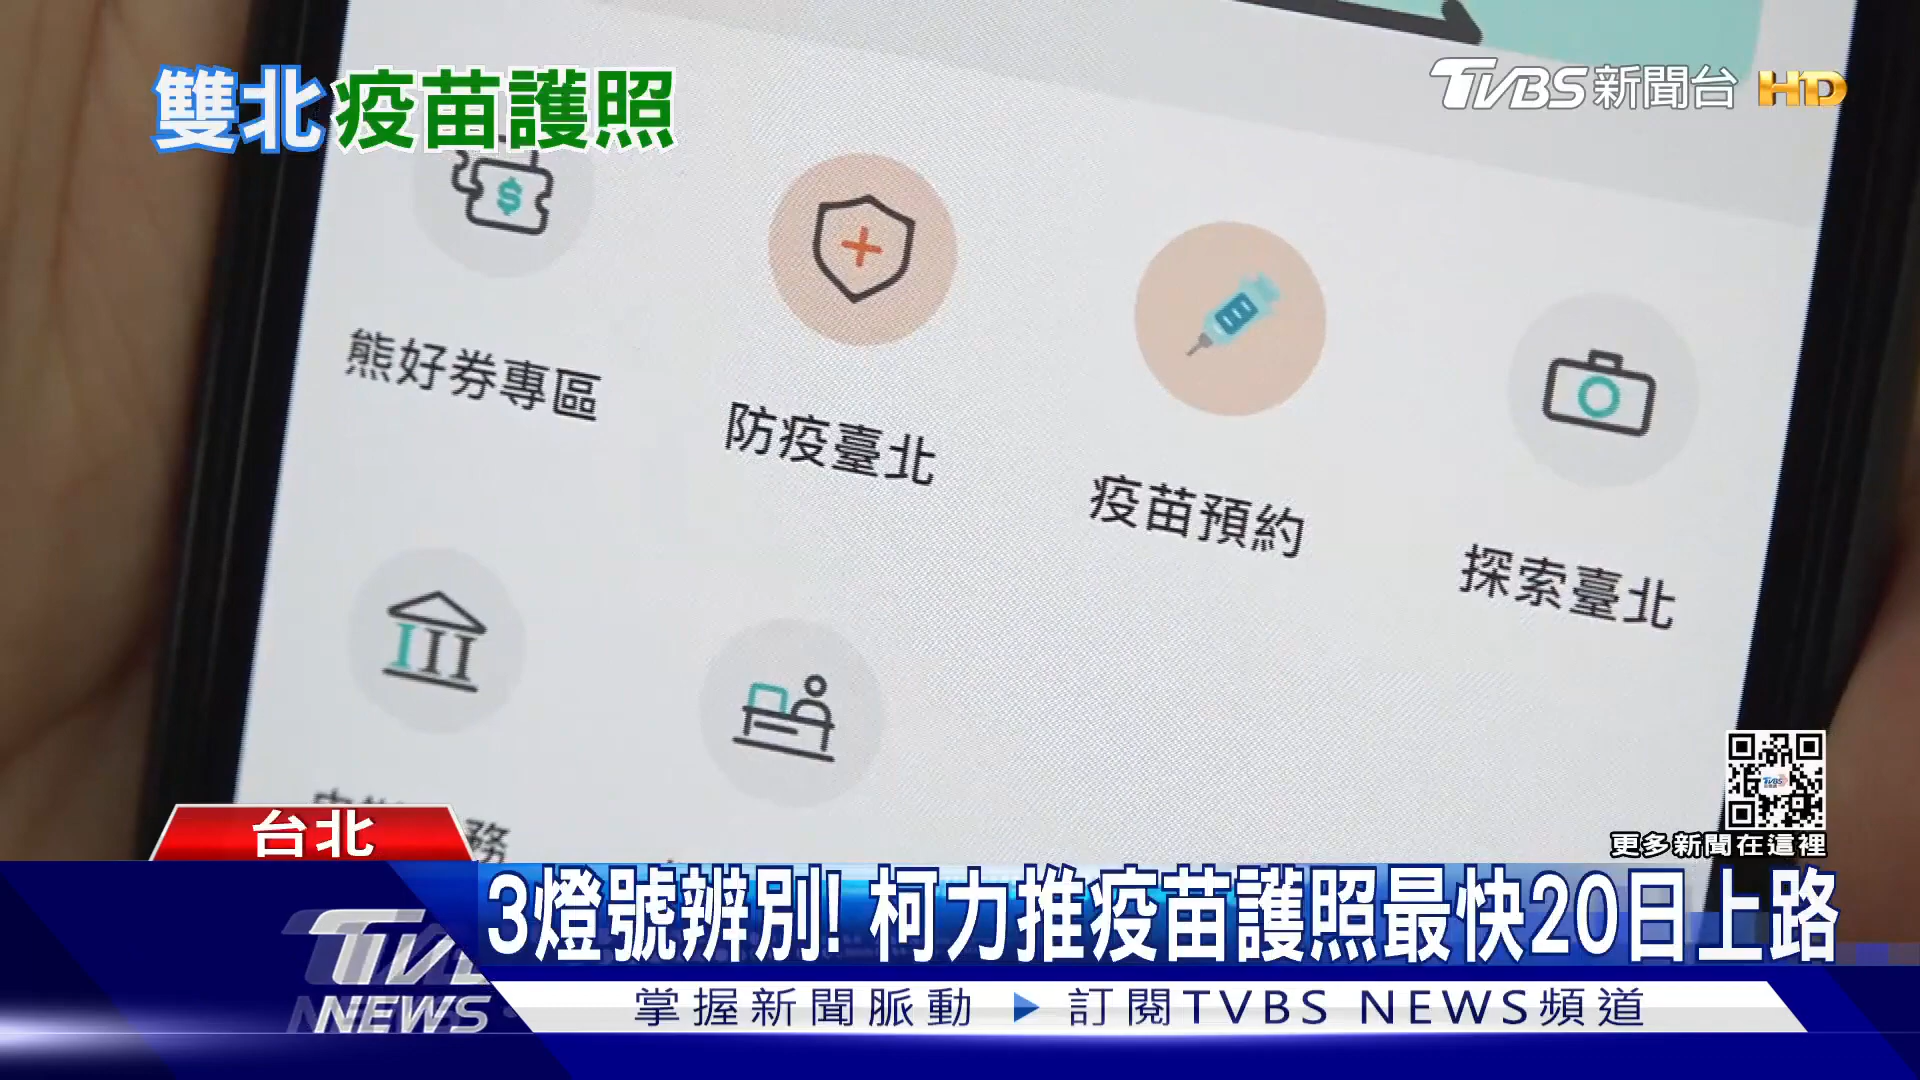 雙北疫苗護照
TVBS新聞台 HD
$
熊好券專區
防疫臺北
疫苗預約
探索臺北
務
TVBS
更多新聞在這裡
台北
3燈號辨別! 柯力推疫苗護照最快20日上路
TVBS
NEWS
掌握新聞脈動 ▶ 訂閱TVBS NEWS頻道